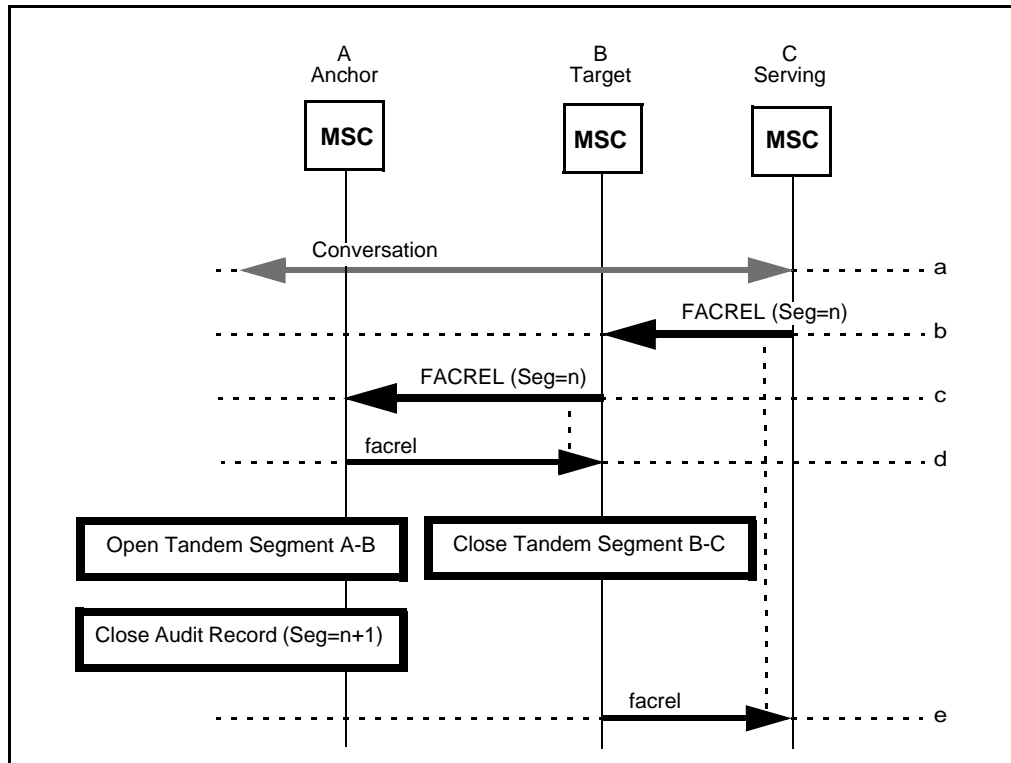 A
Anchor
B
Target
C
Serving
MSC
MSC
MSC
Conversation
a
FACREL (Seg=n)
b
FACREL (Seg=n)
c
facrel
d
Open Tandem Segment A-B
Close Tandem Segment B-C
Close Audit Record (Seg=n+1)
facrel
e